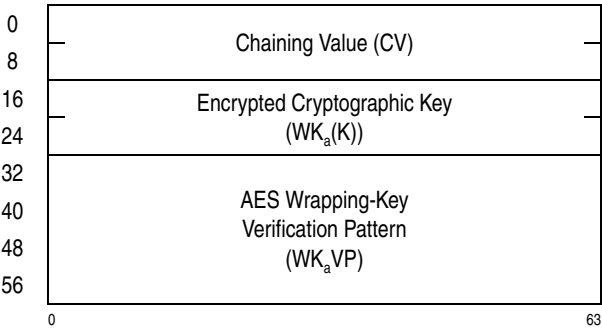 0
Chaining Value (CV)
8
16
Encrypted Cryptographic Key
24
(WKa(K))
32
AES Wrapping-Key
40
Verification Pattern
48
(WKaVP)
56
0 63